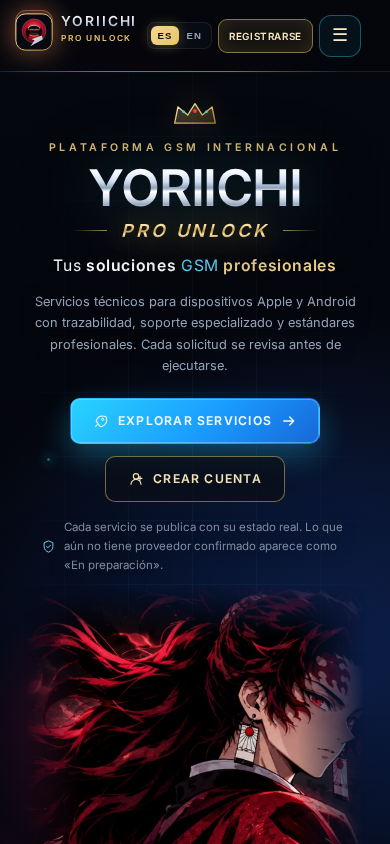 YORIICHI
PRO UNLOCK
ES EN
REGISTRARSE
PLATAFORMA GSM INTERNACIONAL
YORIICHI
PRO UNLOCK
Tus soluciones GSM profesionales
Servicios técnicos para dispositivos Apple y Android
con trazabilidad, soporte especializado y estándares
profesionales. Cada solicitud se revisa antes de
ejecutarse.
EXPLORAR SERVICIOS →
CREAR CUENTA
Cada servicio se publica con su estado real. Lo que
aún no tiene proveedor confirmado aparece como
«En preparación».